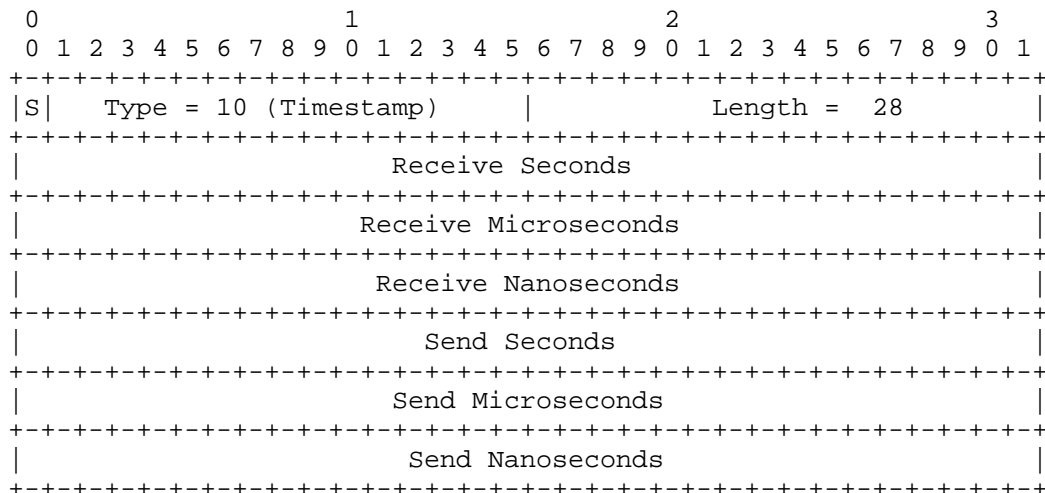 0                   1                   2                   3
 0 1 2 3 4 5 6 7 8 9 0 1 2 3 4 5 6 7 8 9 0 1 2 3 4 5 6 7 8 9 0 1
+-+-+-+-+-+-+-+-+-+-+-+-+-+-+-+-+-+-+-+-+-+-+-+-+-+-+-+-+-+-+-+-+
|S|   Type = 10 (Timestamp)     |           Length =  28        |
+-+-+-+-+-+-+-+-+-+-+-+-+-+-+-+-+-+-+-+-+-+-+-+-+-+-+-+-+-+-+-+-+
|                       Receive Seconds                         |
+-+-+-+-+-+-+-+-+-+-+-+-+-+-+-+-+-+-+-+-+-+-+-+-+-+-+-+-+-+-+-+-+
|                     Receive Microseconds                      |
+-+-+-+-+-+-+-+-+-+-+-+-+-+-+-+-+-+-+-+-+-+-+-+-+-+-+-+-+-+-+-+-+
|                      Receive Nanoseconds                      |
+-+-+-+-+-+-+-+-+-+-+-+-+-+-+-+-+-+-+-+-+-+-+-+-+-+-+-+-+-+-+-+-+
|                         Send Seconds                          |
+-+-+-+-+-+-+-+-+-+-+-+-+-+-+-+-+-+-+-+-+-+-+-+-+-+-+-+-+-+-+-+-+
|                       Send Microseconds                       |
+-+-+-+-+-+-+-+-+-+-+-+-+-+-+-+-+-+-+-+-+-+-+-+-+-+-+-+-+-+-+-+-+
|                        Send Nanoseconds                       |
+-+-+-+-+-+-+-+-+-+-+-+-+-+-+-+-+-+-+-+-+-+-+-+-+-+-+-+-+-+-+-+-+